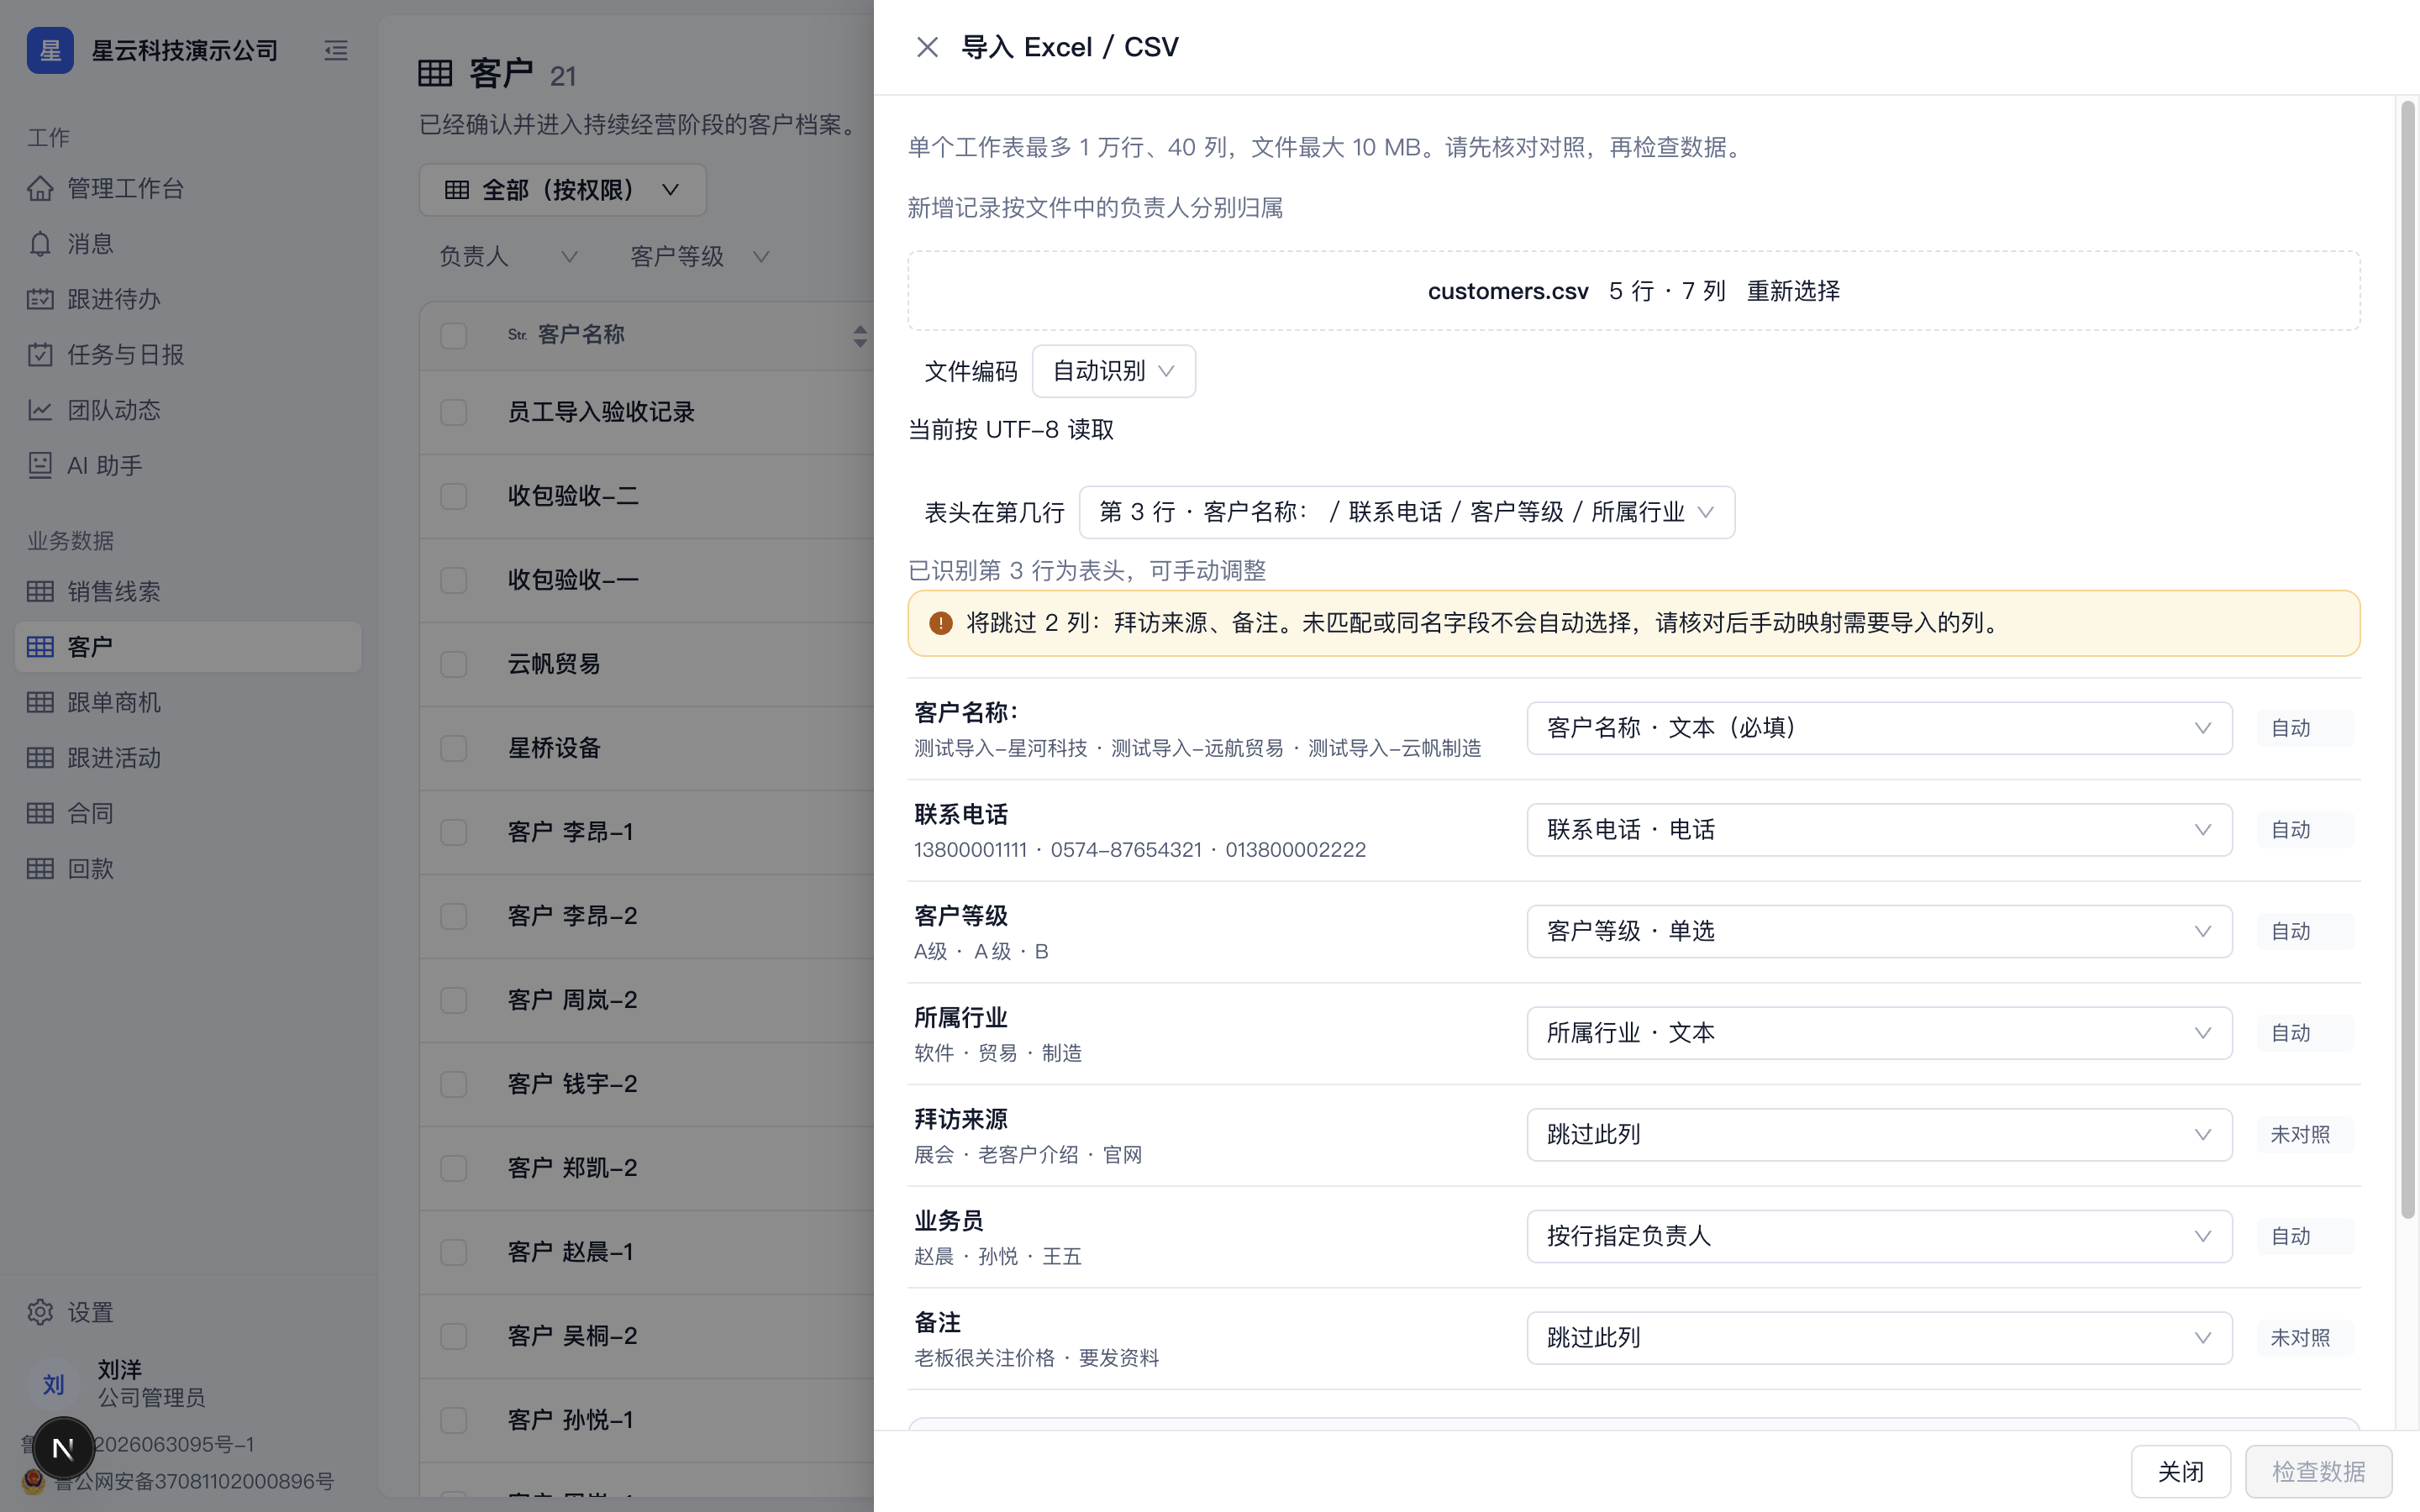 星 星云科技演示公司
工作
管理工作台
消息
跟进待办
任务与日报
团队动态
AI 助手
业务数据
销售线索
客户
跟单商机
跟进活动
合同
回款
设置
刘 刘洋
公司管理员
N
2026063095号-1
鲁公网安备37081102000896号
客户 21
已经确认并进入持续经营阶段的客户档案。
全部（按权限）
负责人 客户等级
Str. 客户名称
员工导入验收记录
收包验收-二
收包验收-一
云帆贸易
星桥设备
客户 李昂-1
客户 李昂-2
客户 周岚-2
客户 钱宇-2
客户 郑凯-2
客户 赵晨-1
客户 吴桐-2
客户 孙悦-1
导入 Excel / CSV
单个工作表最多 1 万行、40 列，文件最大 10 MB。请先核对对照，再检查数据。
新增记录按文件中的负责人分别归属
customers.csv 5 行 · 7 列 重新选择
文件编码 自动识别
当前按 UTF-8 读取
表头在第几行 第 3 行 · 客户名称： / 联系电话 / 客户等级 / 所属行业
已识别第 3 行为表头，可手动调整
将跳过 2 列：拜访来源、备注。未匹配或同名字段不会自动选择，请核对后手动映射需要导入的列。
客户名称：
测试导入-星河科技 · 测试导入-远航贸易 · 测试导入-云帆制造
客户名称 · 文本（必填） 自动
联系电话
13800001111 · 0574-87654321 · 013800002222
联系电话 · 电话 自动
客户等级
A级 · Ａ级 · B
客户等级 · 单选 自动
所属行业
软件 · 贸易 · 制造
所属行业 · 文本 自动
拜访来源
展会 · 老客户介绍 · 官网
跳过此列 未对照
业务员
赵晨 · 孙悦 · 王五
按行指定负责人 自动
备注
老板很关注价格 · 要发资料
跳过此列 未对照
关闭 检查数据